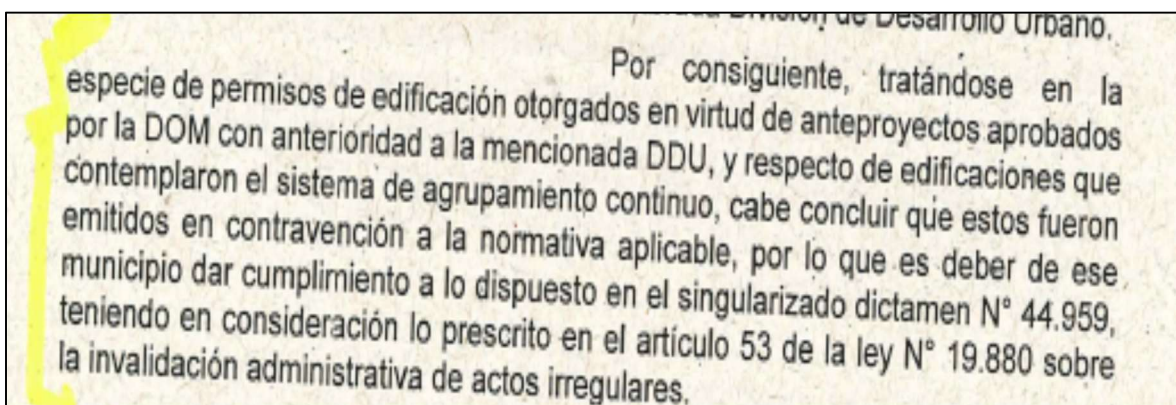 División de Desarrollo Urbano.
Por consiguiente, tratándose en la
especie de permisos de edificación otorgados en virtud de anteproyectos aprobados
por la DOM con anterioridad a la mencionada DDU, y respecto de edificaciones que
contemplaron el sistema de agrupamiento continuo, cabe concluir que estos fueron
emitidos en contravención a la normativa aplicable, por lo que es deber de ese
municipio dar cumplimiento a lo dispuesto en el singularizado dictamen N° 44.959,
teniendo en consideración lo prescrito en el artículo 53 de la ley N° 19.880 sobre
la invalidación administrativa de actos irregulares.